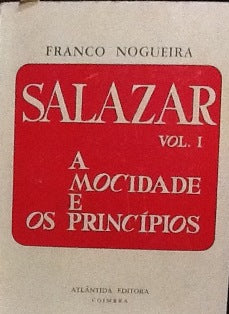 FRANCO NOGUEIRA
SALAZAR
VOL. I
A
MOCIDADE
E
OS PRINCÍPIOS
ATLÂNTIDA EDITORA
COIMBRA